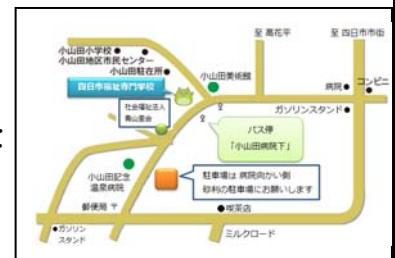 至 高花平
至 四日市市街
小山田小学校
小山田地区市民センター
小山田駐在所
四日市福祉専門学校
小山田美術館
病院
コンビニ
社会福祉法人
青山里会
ガソリンスタンド
バス停
「小山田病院下」
小山田記念
温泉病院
駐車場は 病院向かい側
砂利の駐車場にお願いします
郵便局 〒
喫茶店
ガソリン
スタンド
ミルクロード